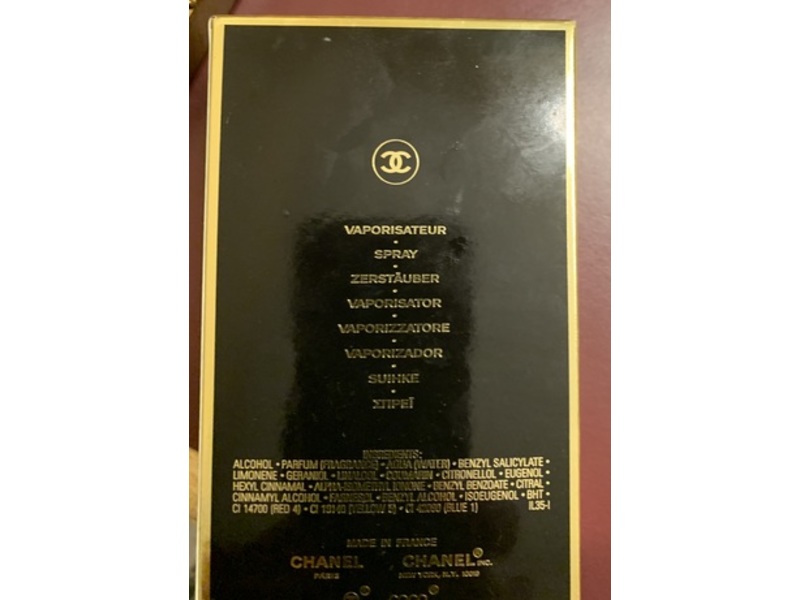 VAPORISATEUR
•
SPRAY
•
ZERSTÄUBER
•
VAPORISATOR
•
VAPORIZZATORE
•
VAPORIZADOR
•
SUIHKE
•
ΣΠΡΕΪ
INGREDIENTS:
ALCOHOL • PARFUM (FRAGRANCE) • AQUA (WATER) • BENZYL SALICYLATE •
LIMONENE • GERANIOL • LINALOOL • COUMARIN • CITRONELLOL • EUGENOL •
HEXYL CINNAMAL • ALPHA-ISOMETHYL IONONE • BENZYL BENZOATE • CITRAL •
CINNAMYL ALCOHOL • FARNESOL • BENZYL ALCOHOL • ISOEUGENOL • BHT •
CI 14700 (RED 4) • CI 19140 (YELLOW 5) • CI 42090 (BLUE 1) IL35-I
MADE IN FRANCE
CHANEL CHANEL® INC.
PARIS NEW YORK, N.Y. 10019